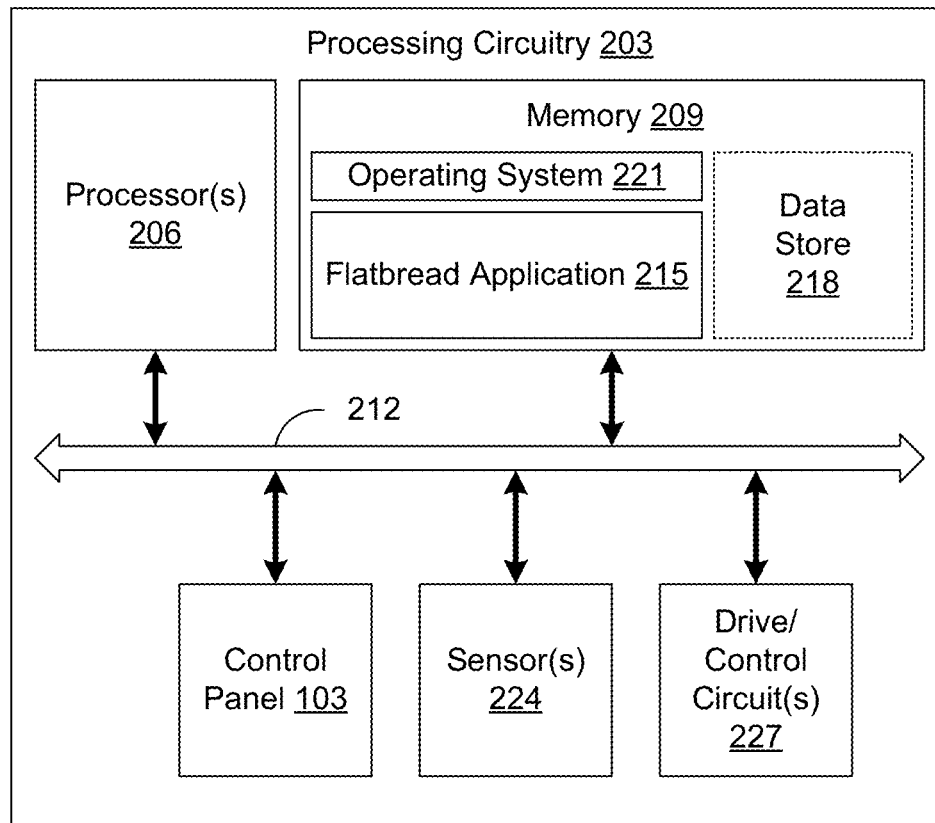 Processing Circuitry 203
Processor(s)
206
Memory 209
Operating System 221
Flatbread Application 215
Data
Store
218
212
Control
Panel 103
Sensor(s)
224
Drive/
Control
Circuit(s)
227